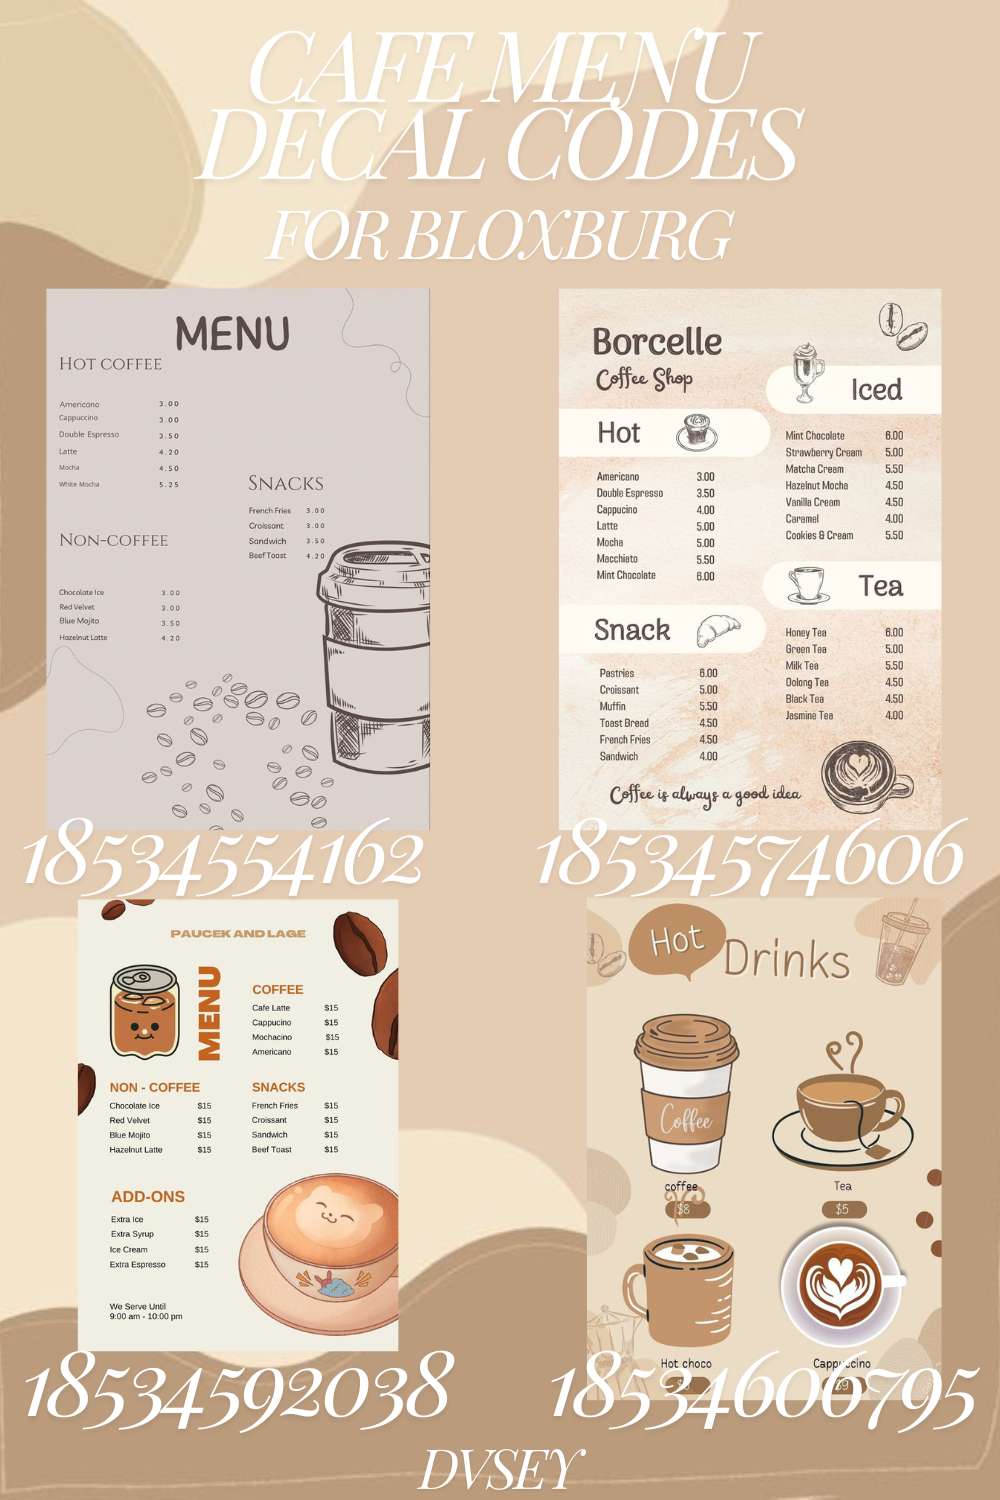 CAFE MENU
DECAL CODES
FOR BLOXBURG
MENU
HOT COFFEE
Americano 3.00
Cappuccino 3.00
Double Espresso 3.50
Latte 4.20
Mocha 4.50
White Mocha 5.25
SNACKS
French Fries 3.00
Croissant 3.00
Sandwich 3.50
Beef Toast 4.20
NON-COFFEE
Chocolate Ice 3.00
Red Velvet 3.00
Blue Mojito 3.50
Hazelnut Latte 4.20
18534554162
Borcelle
Coffee Shop
Hot
Americano 3.00
Double Espresso 3.50
Cappucino 4.00
Latte 5.00
Mocha 5.00
Macchiato 5.50
Mint Chocolate 6.00
Snack
Pastries 6.00
Croissant 5.00
Muffin 5.50
Toast Bread 4.50
French Fries 4.50
Sandwich 4.00
Iced
Mint Chocolate 6.00
Strawberry Cream 5.00
Matcha Cream 5.50
Hazelnut Mocha 4.50
Vanilla Cream 4.50
Caramel 4.00
Cookies & Cream 5.50
Tea
Honey Tea 6.00
Green Tea 5.00
Milk Tea 5.50
Oolong Tea 4.50
Black Tea 4.50
Jasmine Tea 4.00
Coffee is always a good idea
18534574606
PAUCEK AND LAGE
MENU
COFFEE
Cafe Latte $15
Cappucino $15
Mochacino $15
Americano $15
NON - COFFEE
Chocolate Ice $15
Red Velvet $15
Blue Mojito $15
Hazelnut Latte $15
SNACKS
French Fries $15
Croissant $15
Sandwich $15
Beef Toast $15
ADD-ONS
Extra Ice $15
Extra Syrup $15
Ice Cream $15
Extra Espresso $15
We Serve Until
9:00 am - 10:00 pm
18534592038
Hot Drinks
Coffee
coffee
$8
Tea
$5
Hot choco
Cappuccino
$9
18534606795
DVSEY